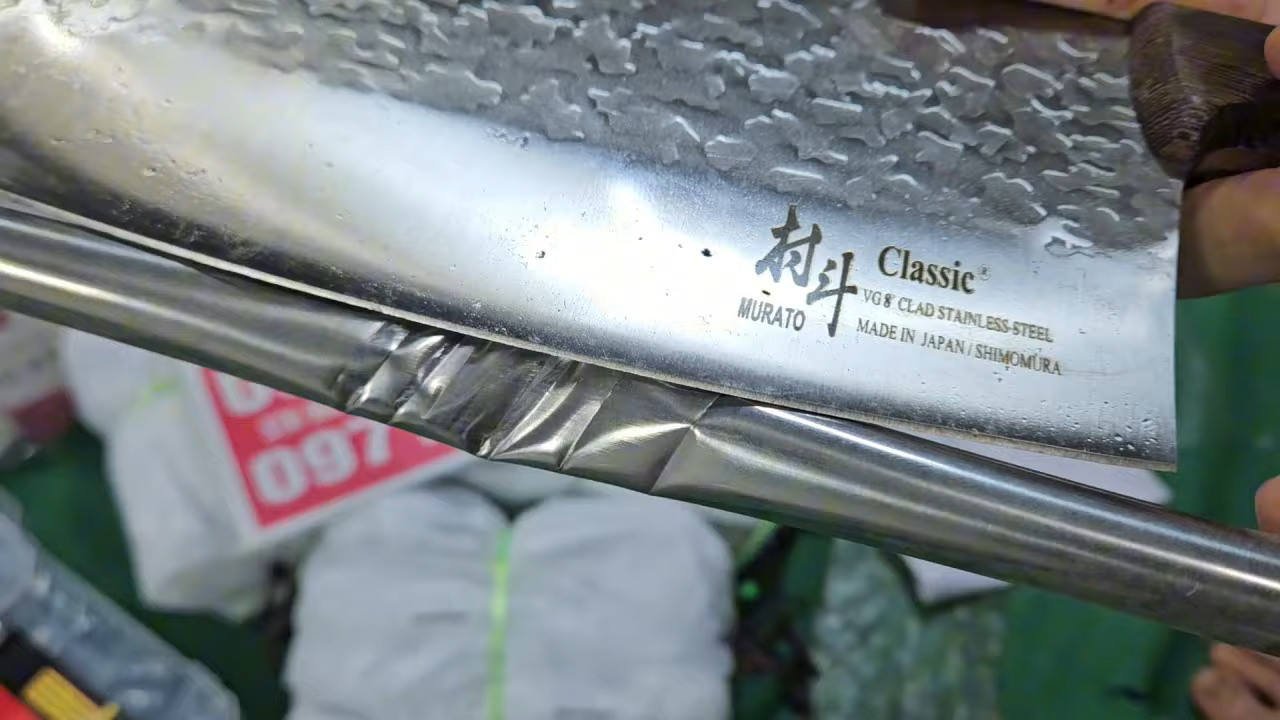 村斗
MURATO
Classic®
VG8 CLAD STAINLESS STEEL
MADE IN JAPAN / SHIMOMURA
097